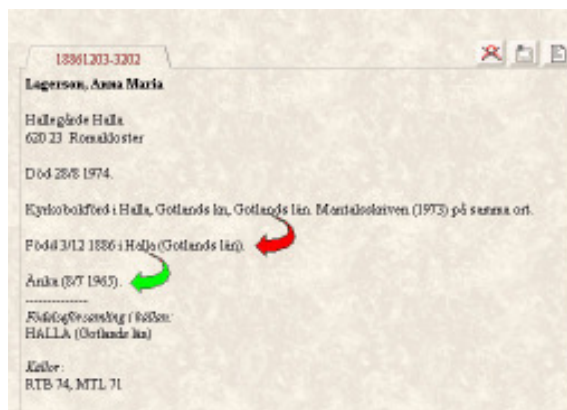 18861203-3202
Lagerson, Anna Maria
Hallegårde Halla
620 23 Romakloster
Död 28/8 1974.
Kyrkobokförd i Halla, Gotlands kn, Gotlands län. Mantalsskriven (1973) på samma ort.
Född 3/12 1886 i Halla (Gotlands län).
Änka (8/7 1965).
--------------
Födelseförsamling i källan:
HALLA (Gotlands län)
Källor:
RTB 74, MTL 71